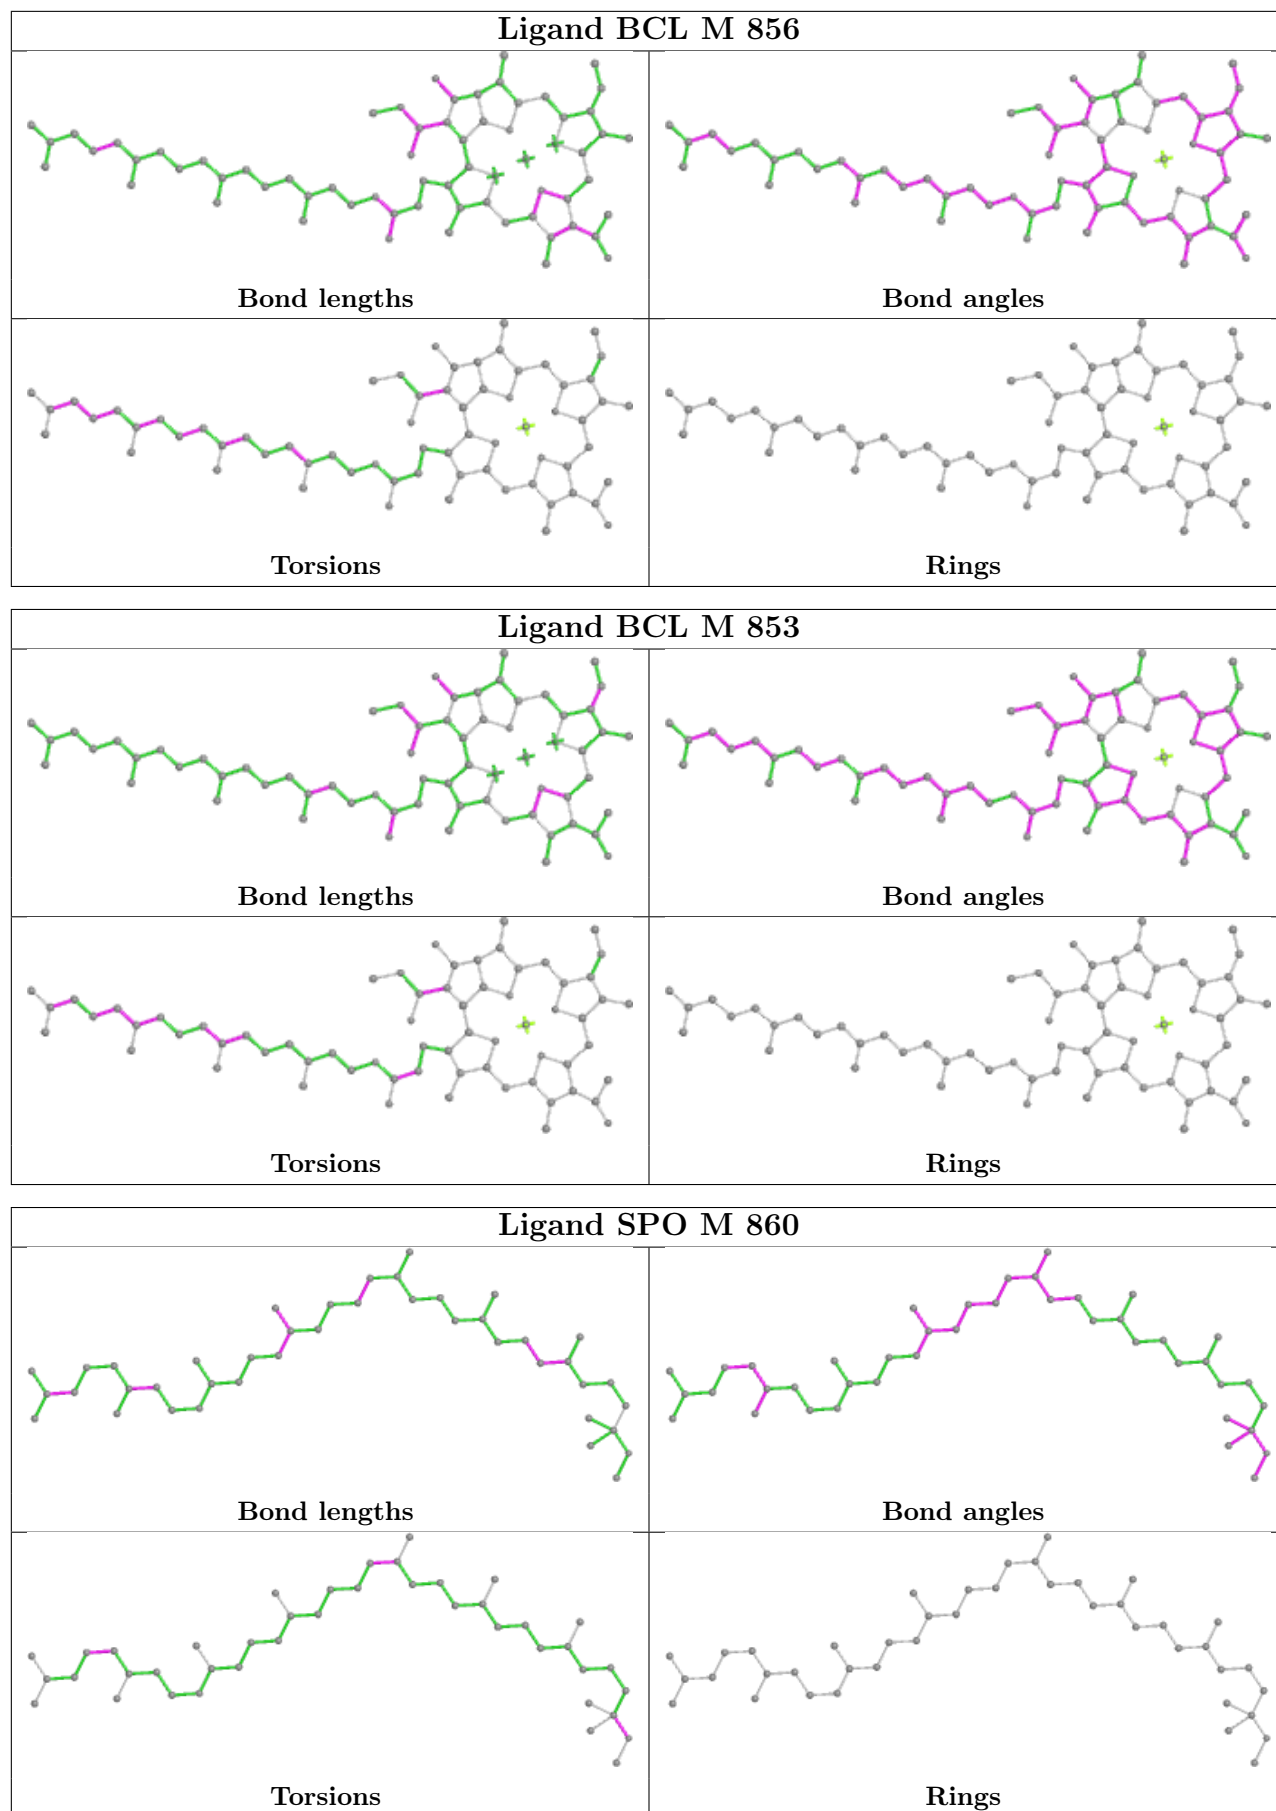 Ligand BCL M 856
Bond lengths
Bond angles
Torsions
Rings
Ligand BCL M 853
Bond lengths
Bond angles
Torsions
Rings
Ligand SPO M 860
Bond lengths
Bond angles
Torsions
Rings